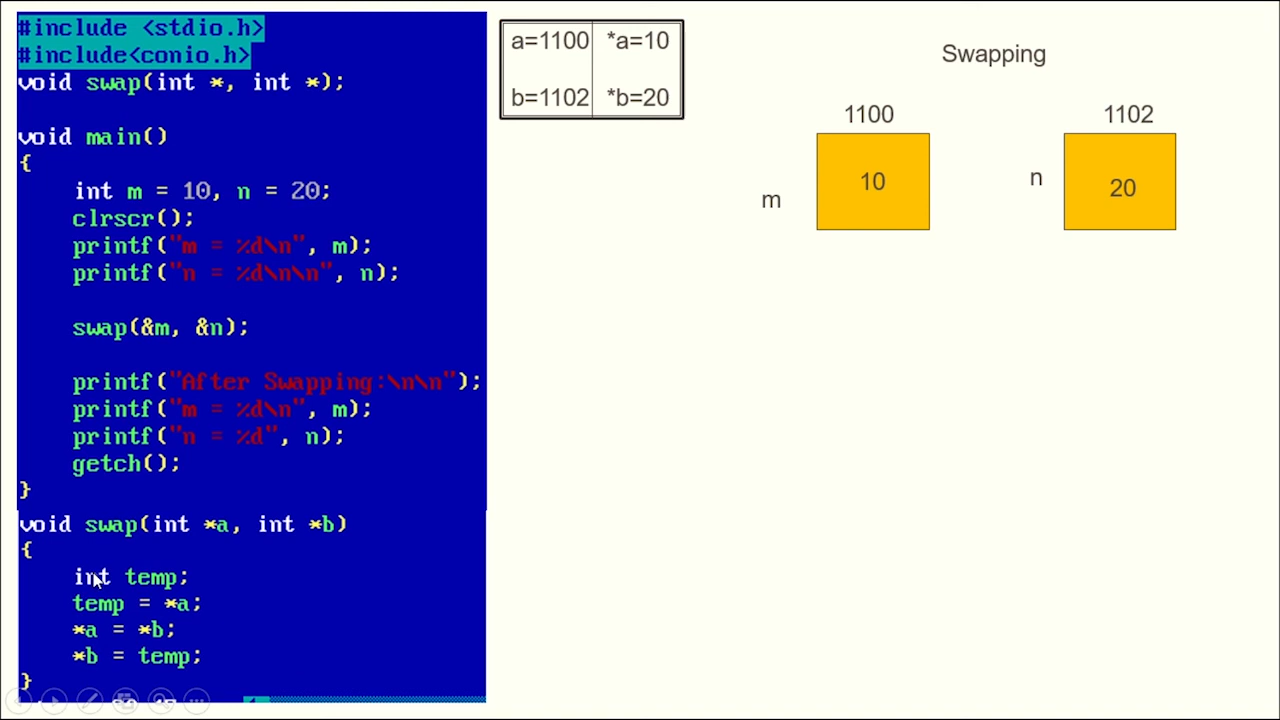 #include <stdio.h>
#include<conio.h>
void swap(int *, int *);
void main()
{
int m = 10, n = 20;
clrscr();
printf("m = %d\n", m);
printf("n = %d\n\n", n);
swap(&m, &n);
printf("After Swapping:\n\n");
printf("m = %d\n", m);
printf("n = %d", n);
getch();
}
void swap(int *a, int *b)
{
int temp;
temp = *a;
*a = *b;
*b = temp;
}
a=1100 *a=10
b=1102 *b=20
Swapping
1100 1102
m 10 n 20